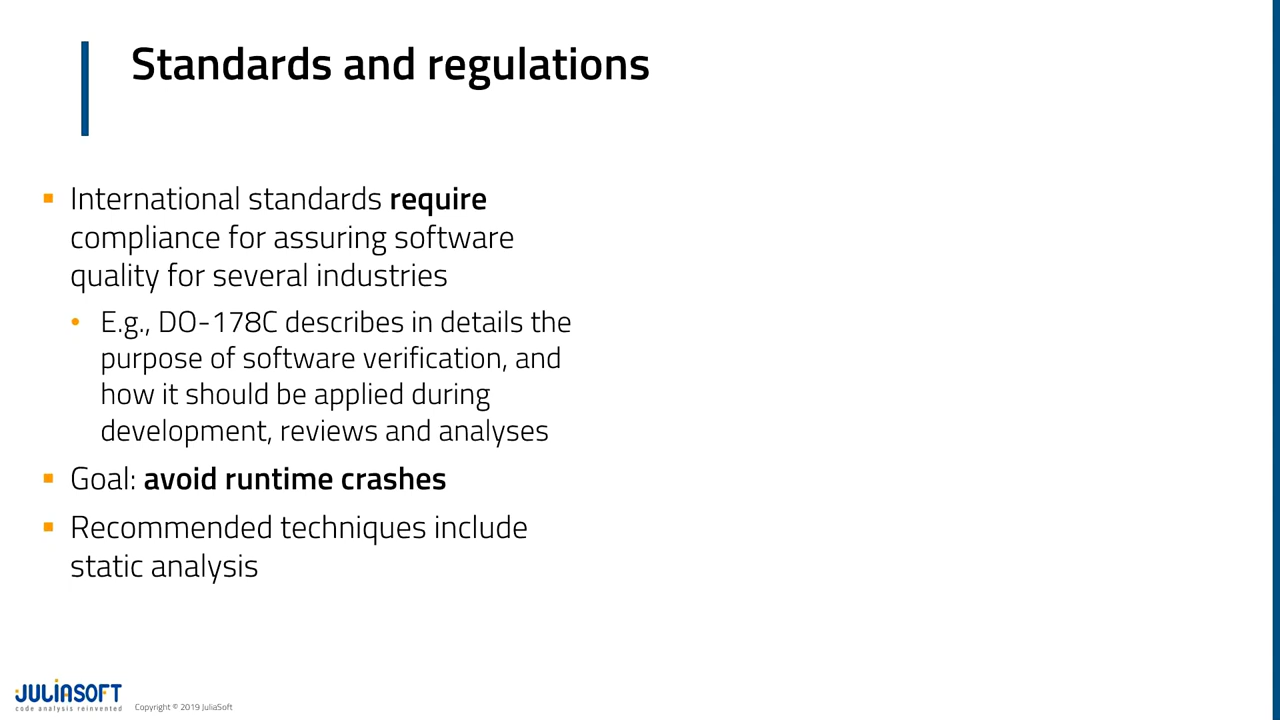 Standards and regulations
International standards require
compliance for assuring software
quality for several industries
E.g., DO-178C describes in details the
purpose of software verification, and
how it should be applied during
development, reviews and analyses
Goal: avoid runtime crashes
Recommended techniques include
static analysis
JULIASOFT
code analysis reinvented
Copyright © 2019 JuliaSoft